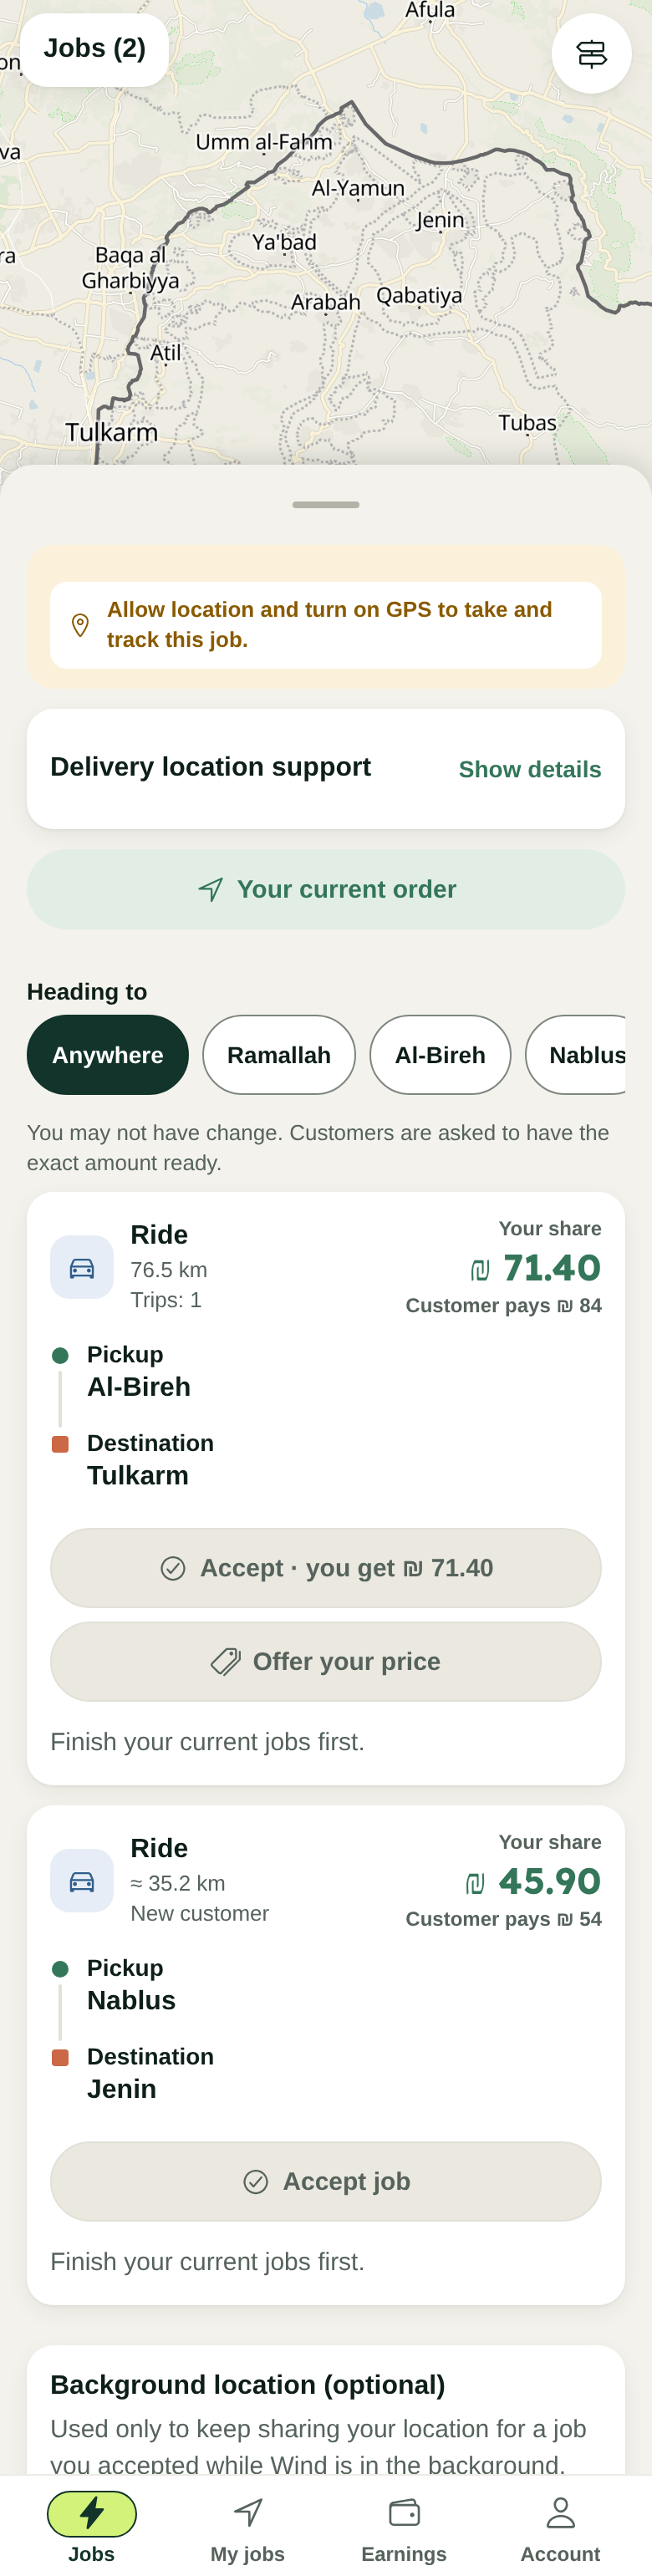 Afula
Jobs (2)
on
va
Umm al-Fahm
Al-Yamun
Jenin
Ya'bad
ra
Baqa al
Gharbiyya
Arabah
Qabatiya
Atil
Tubas
Tulkarm
Allow location and turn on GPS to take and
track this job.
Delivery location support
Show details
Your current order
Heading to
Anywhere
Ramallah
Al-Bireh
Nablus
You may not have change. Customers are asked to have the
exact amount ready.
Ride
76.5 km
Trips: 1
Your share
₪ 71.40
Customer pays ₪ 84
Pickup
Al-Bireh
Destination
Tulkarm
Accept · you get ₪ 71.40
Offer your price
Finish your current jobs first.
Ride
≈ 35.2 km
New customer
Your share
₪ 45.90
Customer pays ₪ 54
Pickup
Nablus
Destination
Jenin
Accept job
Finish your current jobs first.
Background location (optional)
Used only to keep sharing your location for a job
you accepted while Wind is in the background.
Jobs
My jobs
Earnings
Account